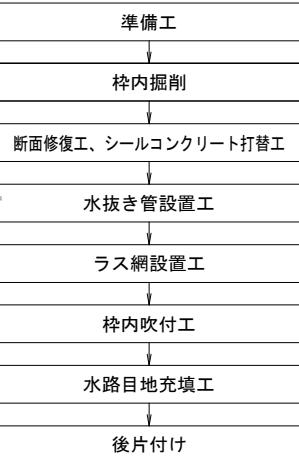 準備工
枠内掘削
断面修復工、シールコンクリート打替工
水抜き管設置工
ラス網設置工
枠内吹付工
水路目地充填工
後片付け